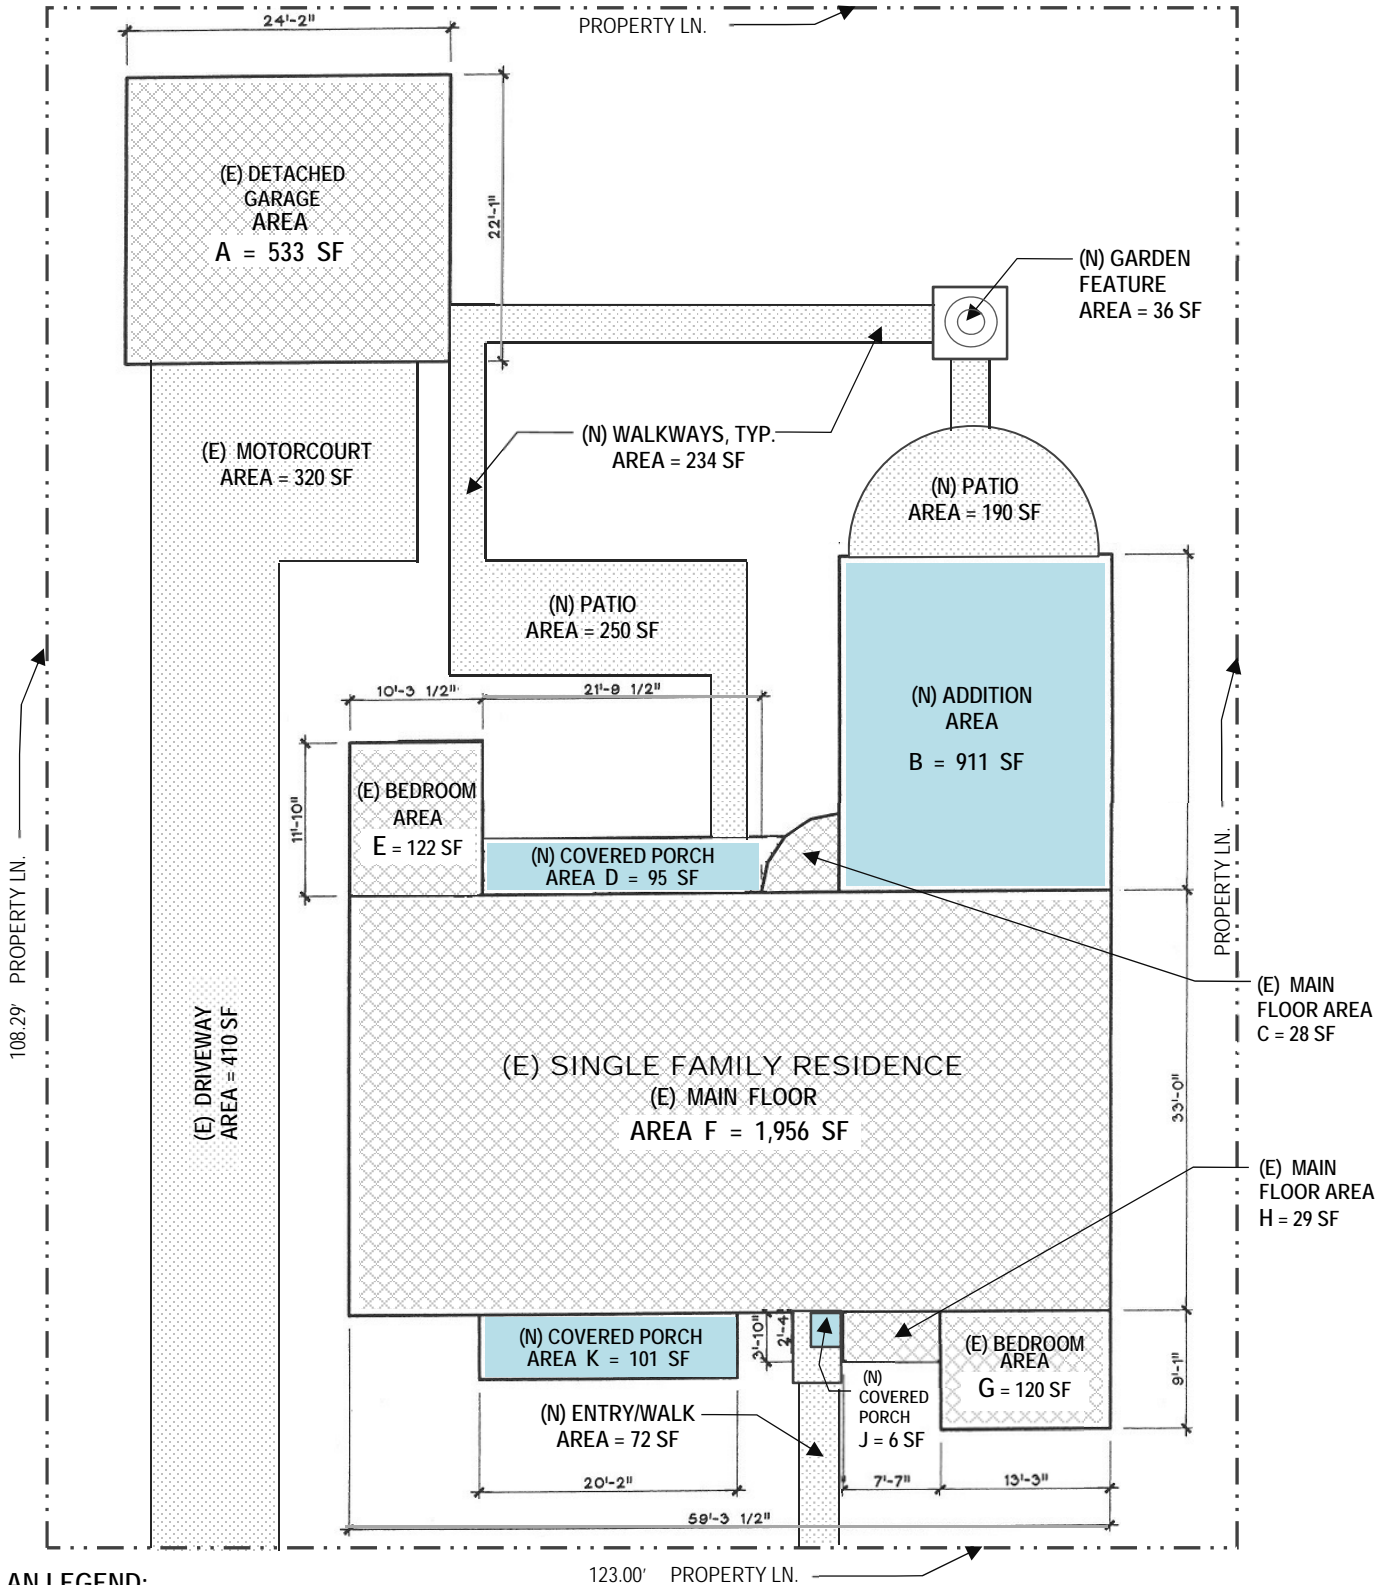 24'-2"
PROPERTY LN.
(E) DETACHED
GARAGE
AREA
A = 533 SF
22'-1"
(N) GARDEN
FEATURE
AREA = 36 SF
(E) MOTORCOURT
AREA = 320 SF
(N) WALKWAYS, TYP.
AREA = 234 SF
(N) PATIO
AREA = 190 SF
(N) PATIO
AREA = 250 SF
10'-3 1/2"
21'-9 1/2"
(N) ADDITION
AREA
B = 911 SF
11'-10"
(E) BEDROOM
AREA
E = 122 SF
(N) COVERED PORCH
AREA D = 95 SF
PROPERTY LN.
108.29' PROPERTY LN.
(E) MAIN
FLOOR AREA
C = 28 SF
(E) DRIVEWAY
AREA = 410 SF
(E) SINGLE FAMILY RESIDENCE
(E) MAIN FLOOR
AREA F = 1,956 SF
33'-0"
(E) MAIN
FLOOR AREA
H = 29 SF
(N) COVERED PORCH
AREA K = 101 SF
3'-10"
2'-4"
(E) BEDROOM
AREA
G = 120 SF
9'-1"
(N)
COVERED
PORCH
J = 6 SF
(N) ENTRY/WALK
AREA = 72 SF
20'-2"
7'-7"
13'-3"
59'-3 1/2"
123.00' PROPERTY LN.
AN LEGEND: